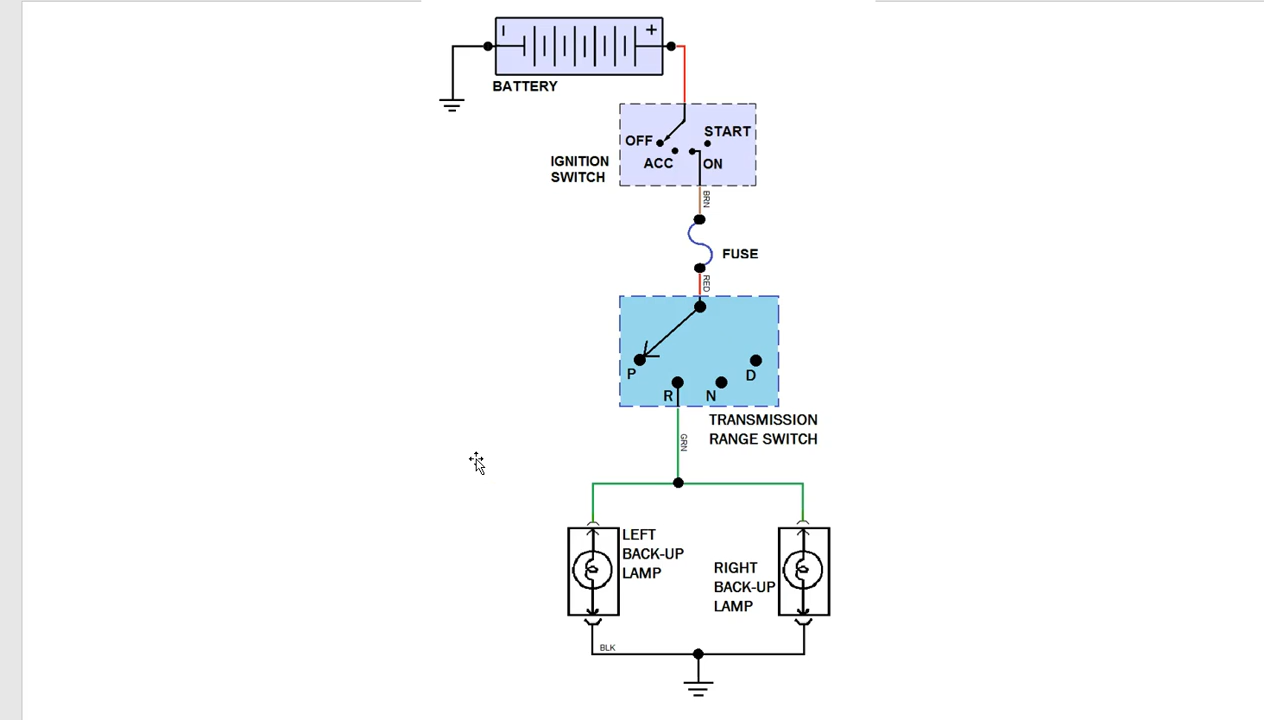 I +
BATTERY
OFF START
ACC ON
IGNITION
SWITCH
BRN
FUSE
RED
P R N D
TRANSMISSION
RANGE SWITCH
GRN
LEFT
BACK-UP
LAMP
RIGHT
BACK-UP
LAMP
BLK